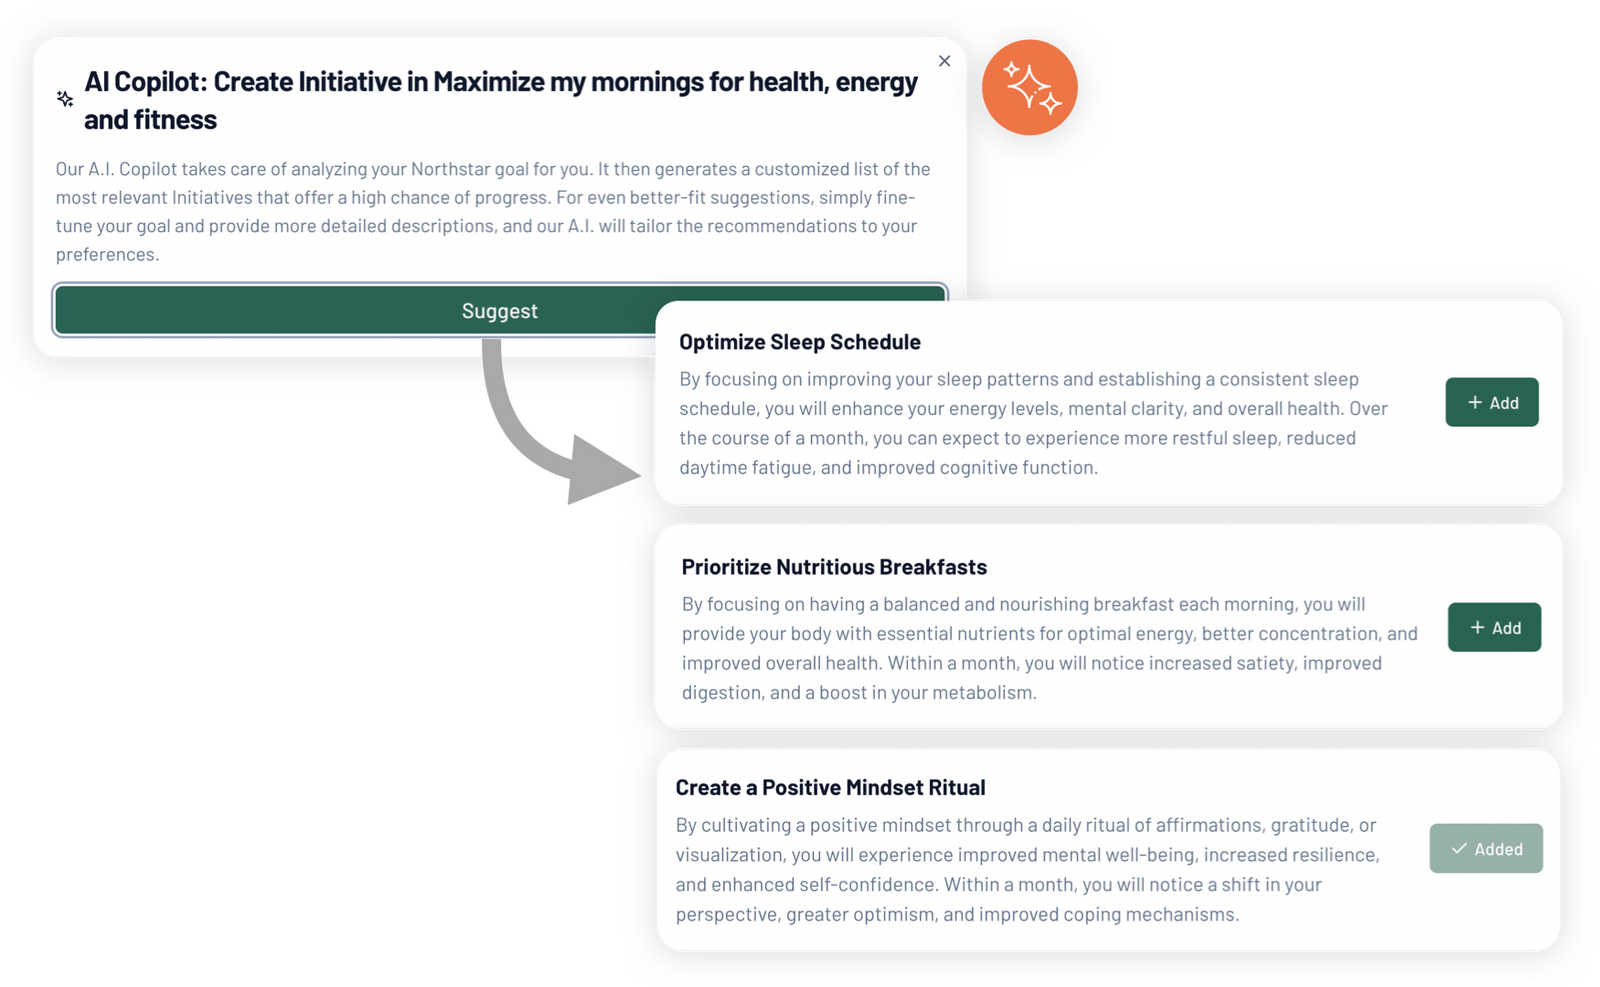 AI Copilot: Create Initiative in Maximize my mornings for health, energy
and fitness
Our A.I. Copilot takes care of analyzing your Northstar goal for you. It then generates a customized list of the
most relevant Initiatives that offer a high chance of progress. For even better-fit suggestions, simply fine-
tune your goal and provide more detailed descriptions, and our A.I. will tailor the recommendations to your
preferences.
Suggest
Optimize Sleep Schedule
By focusing on improving your sleep patterns and establishing a consistent sleep
schedule, you will enhance your energy levels, mental clarity, and overall health. Over
the course of a month, you can expect to experience more restful sleep, reduced
daytime fatigue, and improved cognitive function.
+ Add
Prioritize Nutritious Breakfasts
By focusing on having a balanced and nourishing breakfast each morning, you will
provide your body with essential nutrients for optimal energy, better concentration, and
improved overall health. Within a month, you will notice increased satiety, improved
digestion, and a boost in your metabolism.
+ Add
Create a Positive Mindset Ritual
By cultivating a positive mindset through a daily ritual of affirmations, gratitude, or
visualization, you will experience improved mental well-being, increased resilience,
and enhanced self-confidence. Within a month, you will notice a shift in your
perspective, greater optimism, and improved coping mechanisms.
✓ Added